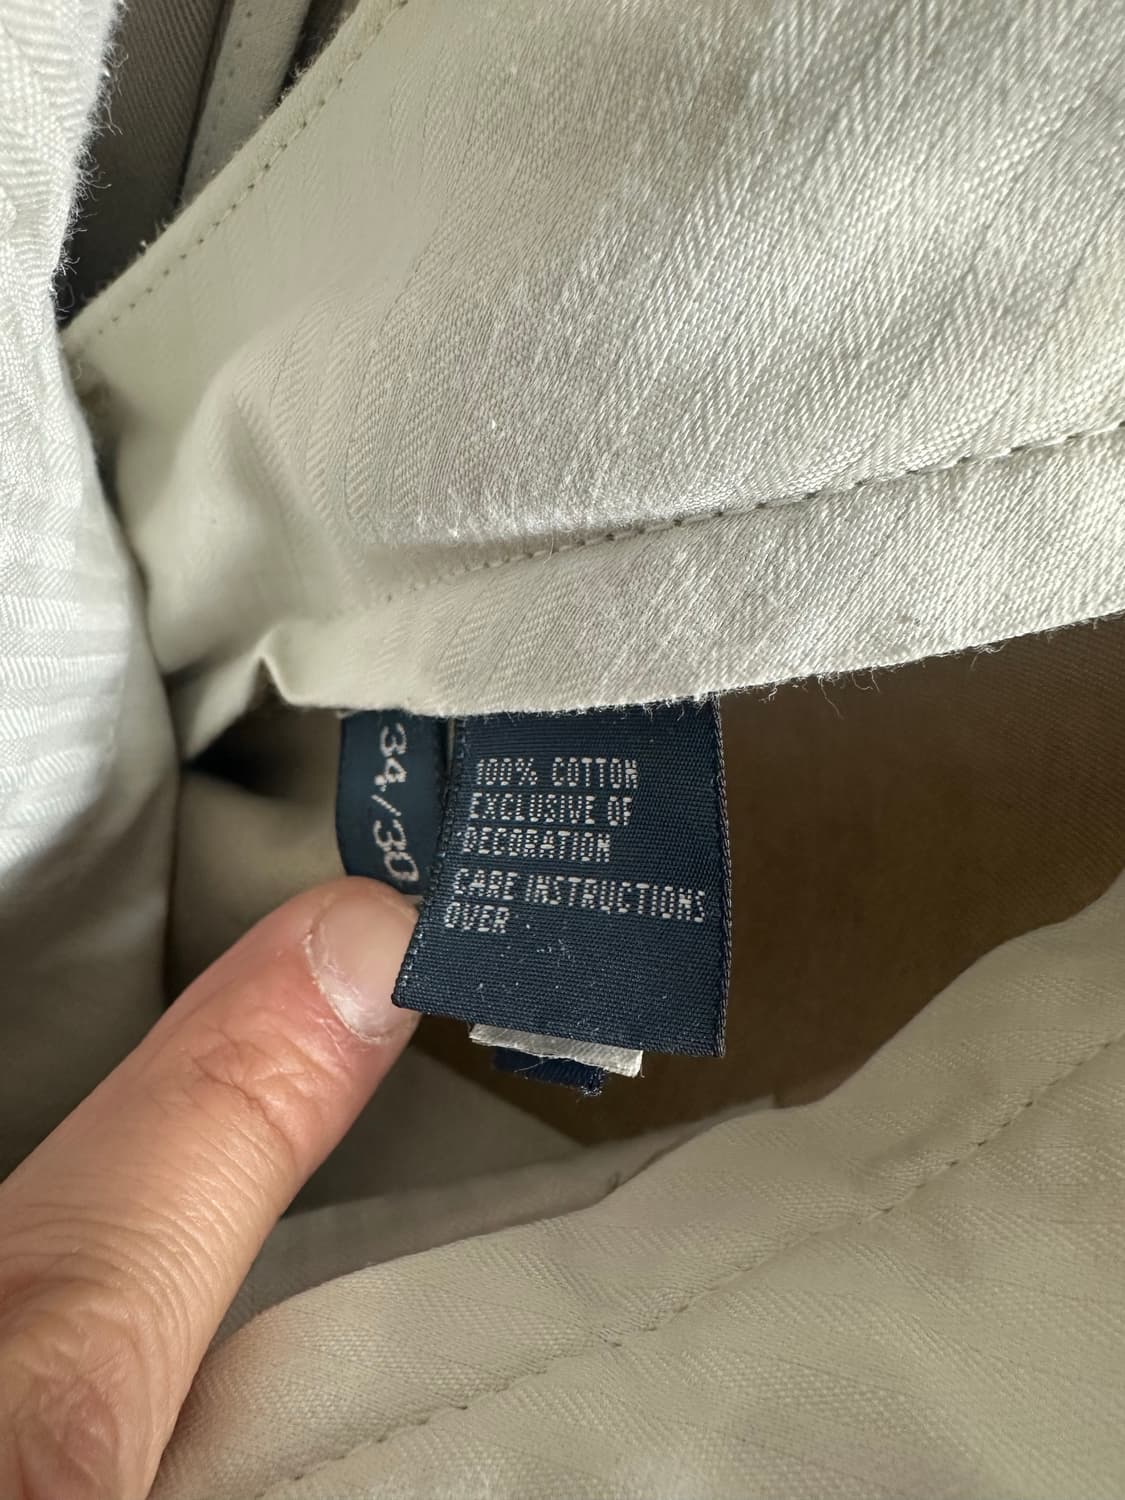 34/30
100% COTTON
EXCLUSIVE OF
DECORATION
CARE INSTRUCTIONS
OVER